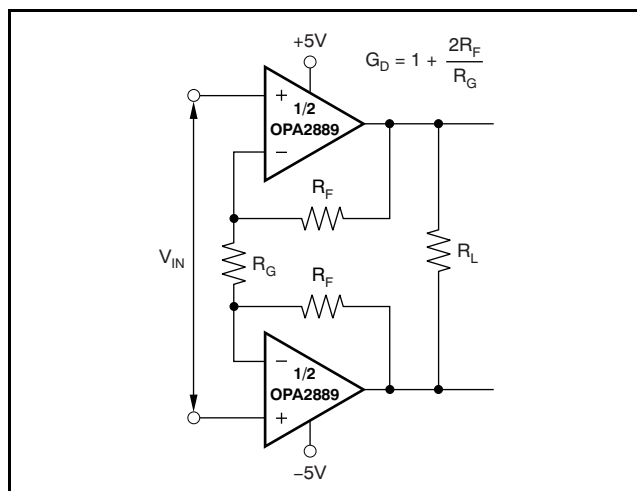 +5V
G_D = 1 + 2R_F / R_G
+
1/2
OPA2889
−
R_F
V_IN
R_G
R_F
R_L
−
1/2
OPA2889
+
−5V